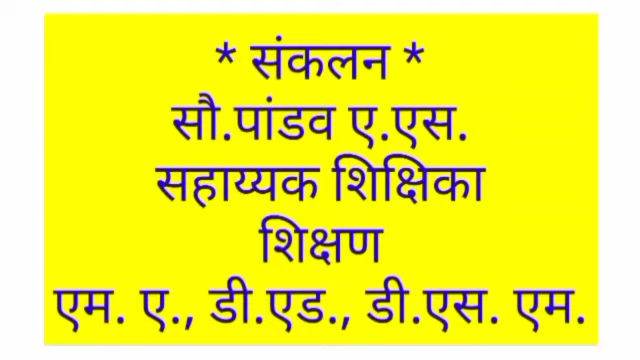 * संकलन *
सौ.पांडव ए.एस.
सहाय्यक शिक्षिका
शिक्षण
एम. ए., डी.एड., डी.एस. एम.